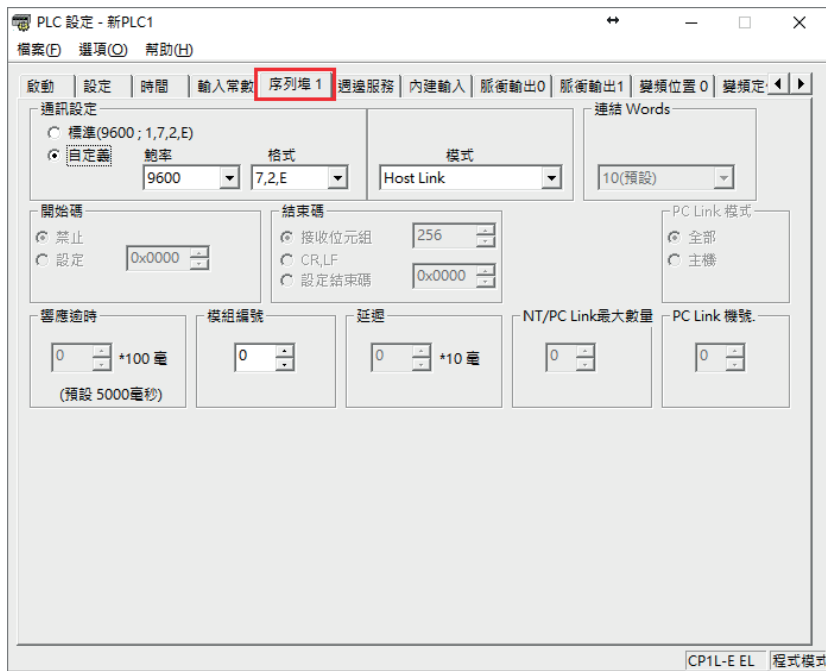 PLC 設定 - 新PLC1
檔案(F) 選項(O) 幫助(H)
啟動 設定 時間 輸入常數 序列埠 1 週邊服務 內建輸入 脈衝輸出0 脈衝輸出1 變頻位置 0 變頻定
通訊設定
標準(9600 ; 1,7,2,E)
自定義 鮑率 格式 模式
9600 7,2,E Host Link
連結 Words
10(預設)
開始碼
禁止
設定 0x0000
結束碼
接收位元組 256
CR,LF
設定結束碼 0x0000
PC Link 模式
全部
主機
響應逾時
0 *100 毫
(預設 5000毫秒)
模組編號
0
延遲
0 *10 毫
NT/PC Link最大數量
0
PC Link 機號.
0
CP1L-E EL 程式模式